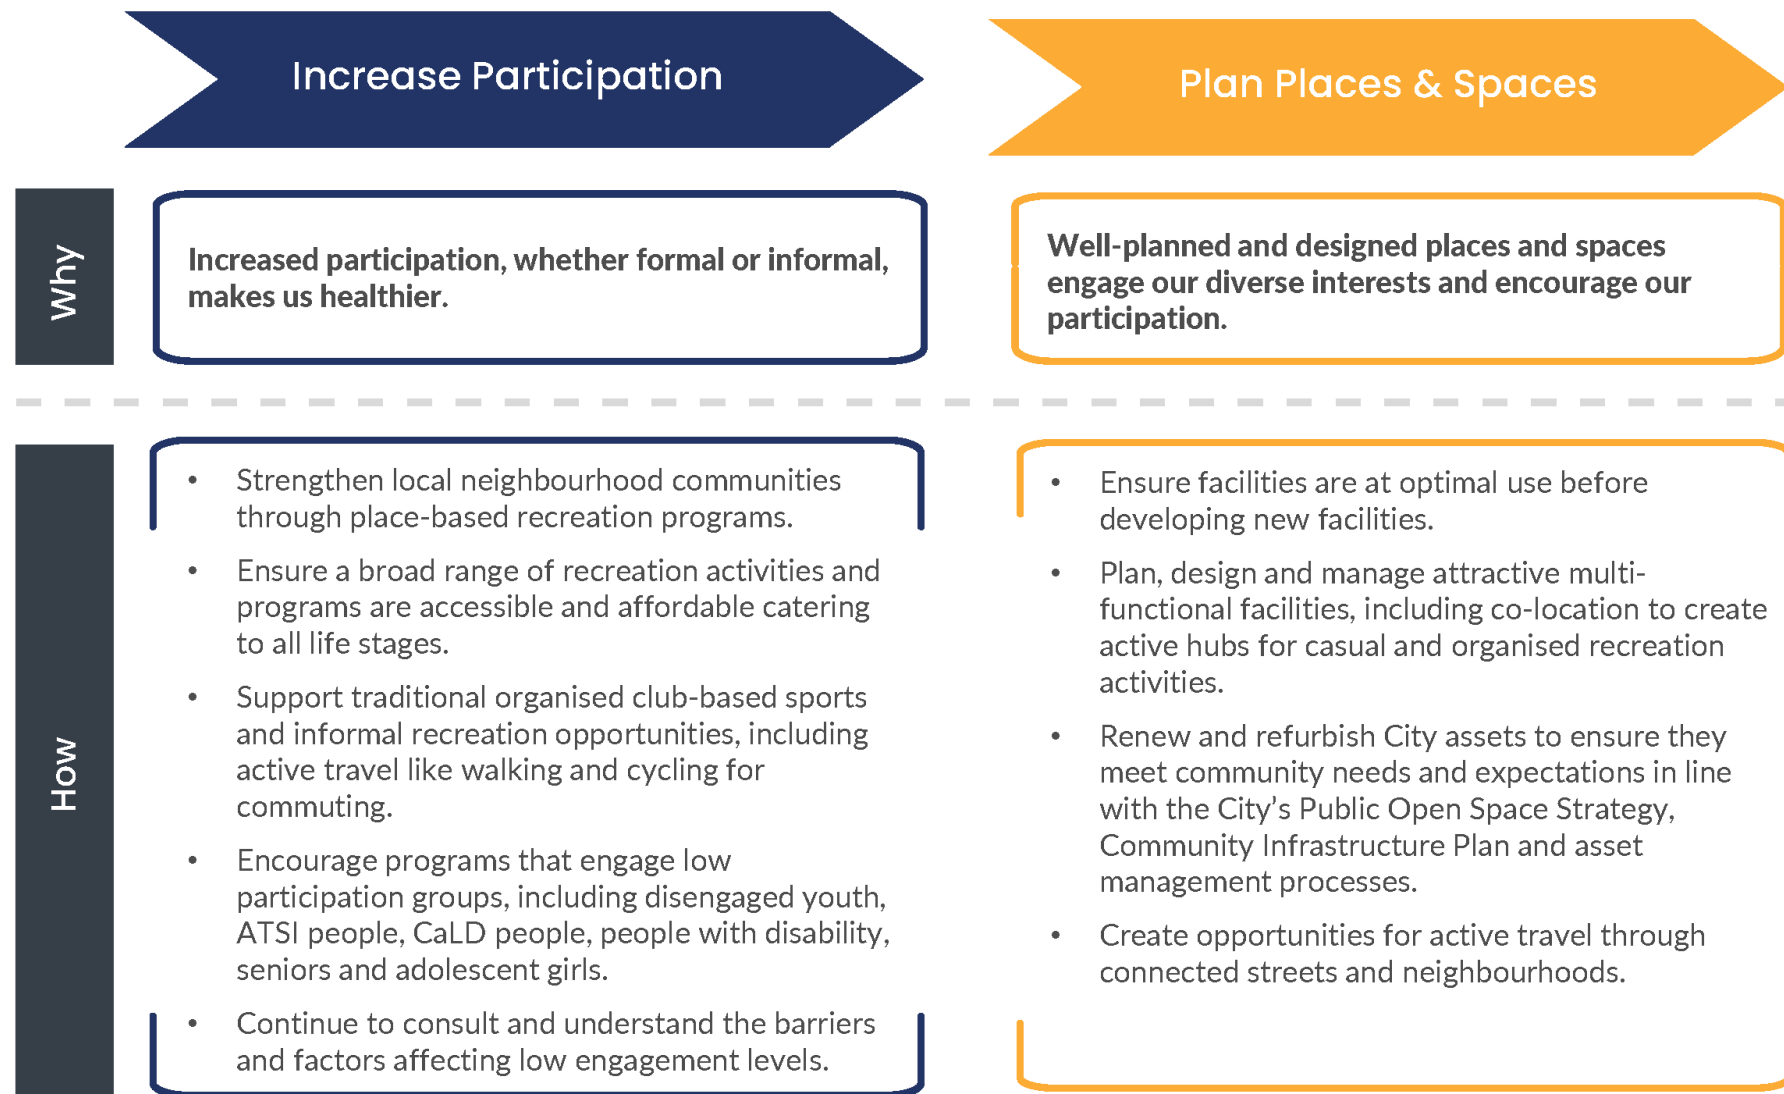 Increase Participation
Plan Places & Spaces
Why
Increased participation, whether formal or informal,
makes us healthier.
Well-planned and designed places and spaces
engage our diverse interests and encourage our
participation.
How
• Strengthen local neighbourhood communities
through place-based recreation programs.
• Ensure a broad range of recreation activities and
programs are accessible and affordable catering
to all life stages.
• Support traditional organised club-based sports
and informal recreation opportunities, including
active travel like walking and cycling for
commuting.
• Encourage programs that engage low
participation groups, including disengaged youth,
ATSI people, CaLD people, people with disability,
seniors and adolescent girls.
• Continue to consult and understand the barriers
and factors affecting low engagement levels.
• Ensure facilities are at optimal use before
developing new facilities.
• Plan, design and manage attractive multi-
functional facilities, including co-location to create
active hubs for casual and organised recreation
activities.
• Renew and refurbish City assets to ensure they
meet community needs and expectations in line
with the City’s Public Open Space Strategy,
Community Infrastructure Plan and asset
management processes.
• Create opportunities for active travel through
connected streets and neighbourhoods.